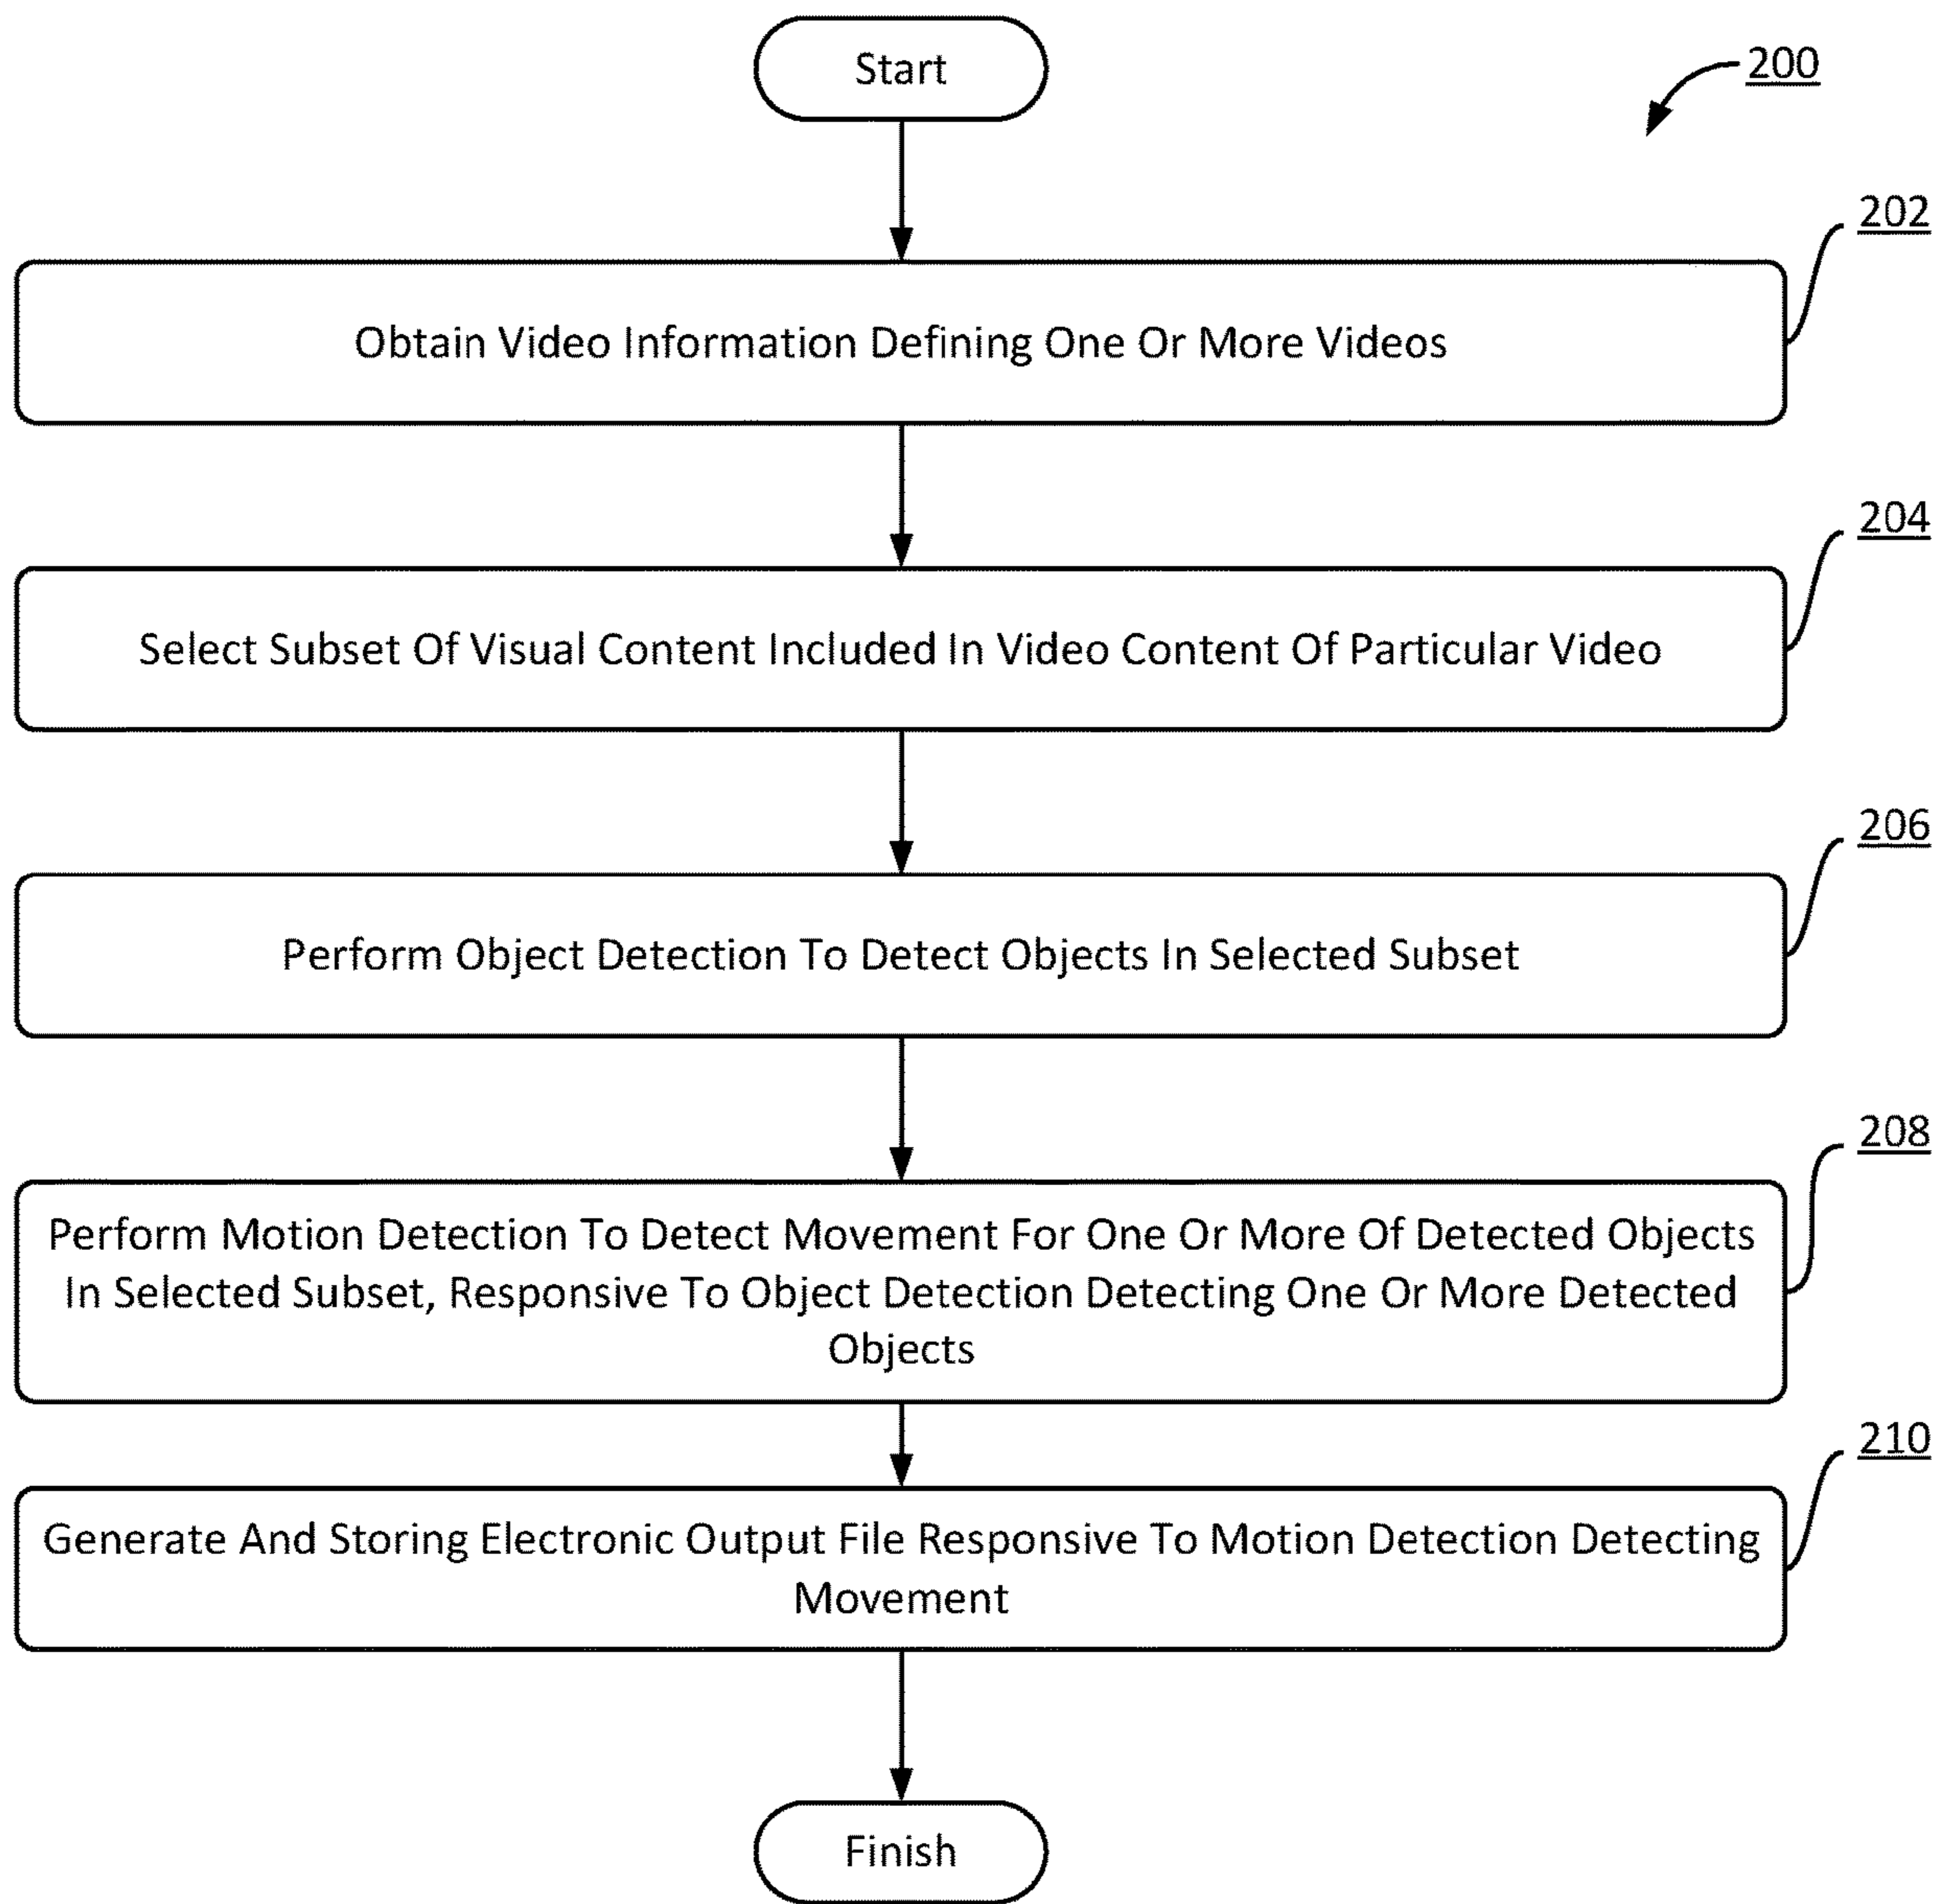 Start
200
202
Obtain Video Information Defining One Or More Videos
204
Select Subset Of Visual Content Included In Video Content Of Particular Video
206
Perform Object Detection To Detect Objects In Selected Subset
208
Perform Motion Detection To Detect Movement For One Or More Of Detected Objects
In Selected Subset, Responsive To Object Detection Detecting One Or More Detected
Objects
210
Generate And Storing Electronic Output File Responsive To Motion Detection Detecting
Movement
Finish